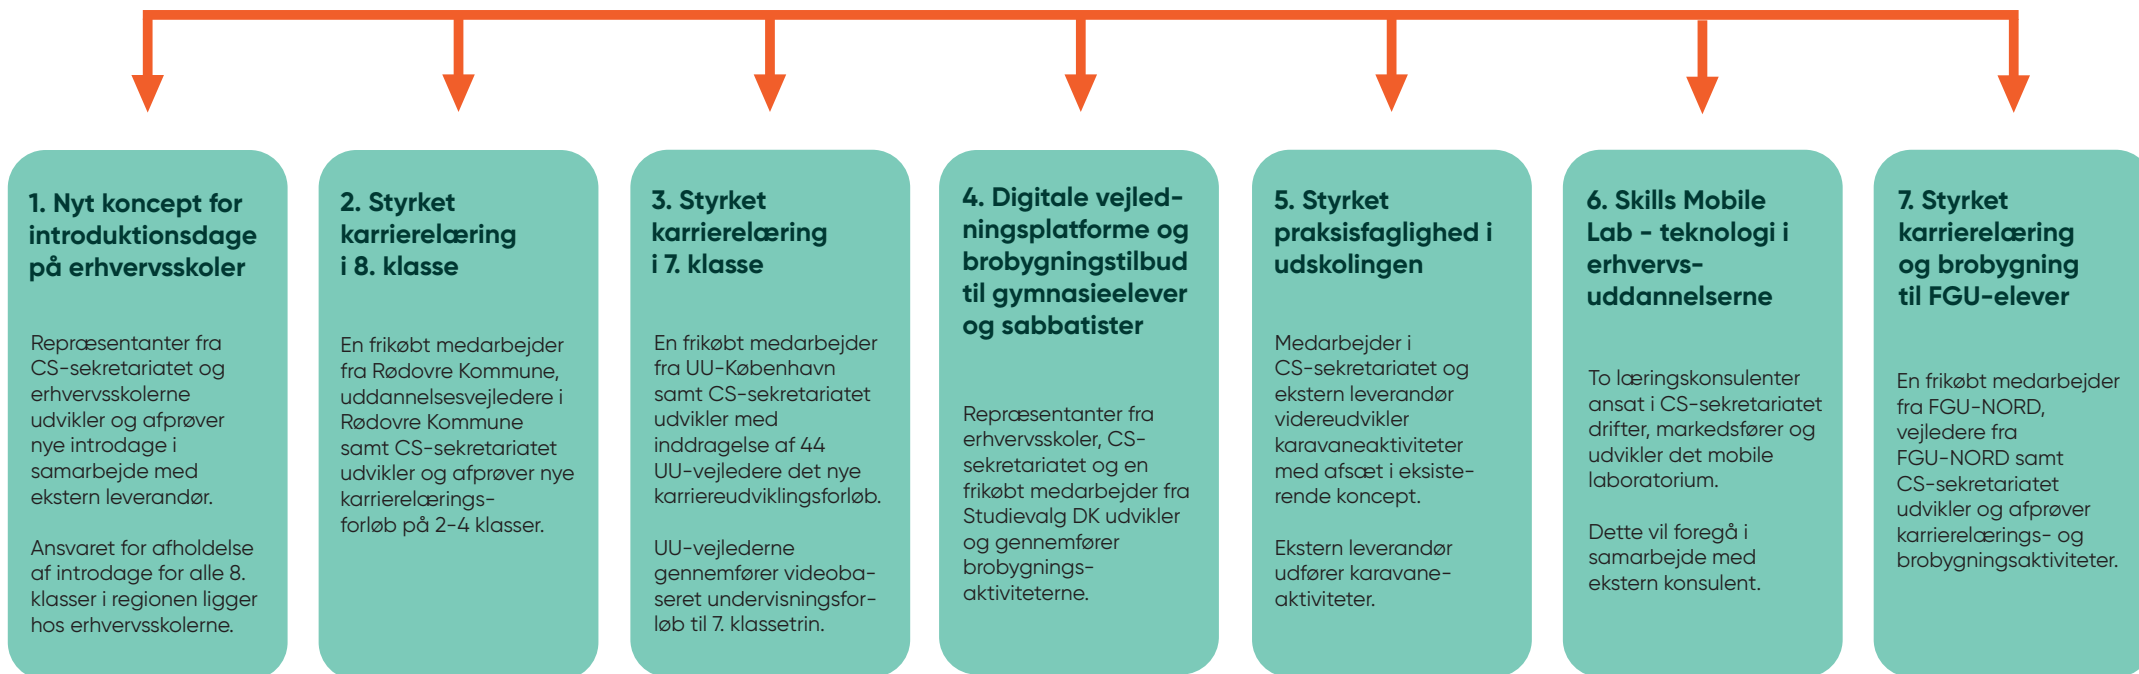 1. Nyt koncept for
introduktionsdage
på erhvervsskoler
Repræsentanter fra
CS-sekretariatet og
erhvervsskolerne
udvikler og afprøver
nye introdage i
samarbejde med
ekstern leverandør.
Ansvaret for afholdelse
af introdage for alle 8.
klasser i regionen ligger
hos erhvervsskolerne.
2. Styrket
karrierelæring
i 8. klasse
En frikøbt medarbejder
fra Rødovre Kommune,
uddannelsesvejledere i
Rødovre Kommune
samt CS-sekretariatet
udvikler og afprøver nye
karrierelærings-
forløb på 2-4 klasser.
3. Styrket
karrierelæring
i 7. klasse
En frikøbt medarbejder
fra UU-København
samt CS-sekretariatet
udvikler med
inddragelse af 44
UU-vejledere det nye
karriereudviklingsforløb.
UU-vejlederne
gennemfører videoba-
seret undervisningsfor-
løb til 7. klassetrin.
4. Digitale vejled-
ningsplatforme og
brobygningstilbud
til gymnasieelever
og sabbatister
Repræsentanter fra
erhvervsskoler, CS-
sekretariatet og en
frikøbt medarbejder fra
Studievalg DK udvikler
og gennemfører
brobygnings-
aktiviteterne.
5. Styrket
praksisfaglighed i
udskolingen
Medarbejder i
CS-sekretariatet og
ekstern leverandør
videreudvikler
karavaneaktiviteter
med afsæt i eksiste-
rende koncept.
Ekstern leverandør
udfører karavane-
aktiviteter.
6. Skills Mobile
Lab - teknologi i
erhvervs-
uddannelserne
To læringskonsulenter
ansat i CS-sekretariatet
drifter, markedsfører og
udvikler det mobile
laboratorium.
Dette vil foregå i
samarbejde med
ekstern konsulent.
7. Styrket
karrierelæring
og brobygning
til FGU-elever
En frikøbt medarbejder
fra FGU-NORD,
vejledere fra
FGU-NORD samt
CS-sekretariatet
udvikler og afprøver
karrierelærings- og
brobygningsaktiviteter.